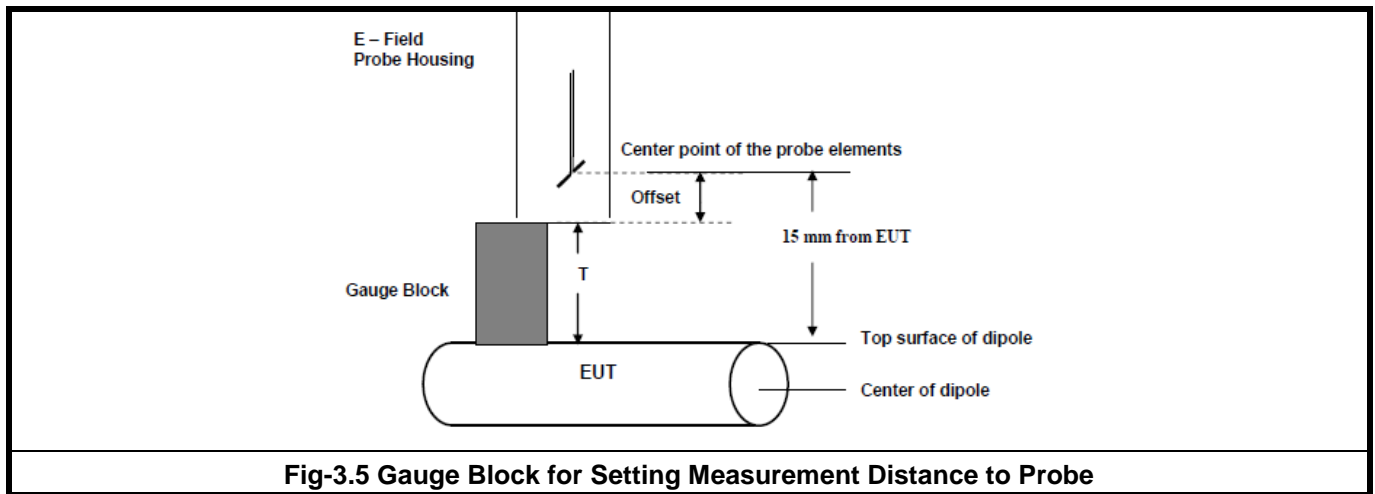 E – Field
Probe Housing
Center point of the probe elements
Offset
15 mm from EUT
T
Gauge Block
Top surface of dipole
EUT
Center of dipole
Fig-3.5 Gauge Block for Setting Measurement Distance to Probe